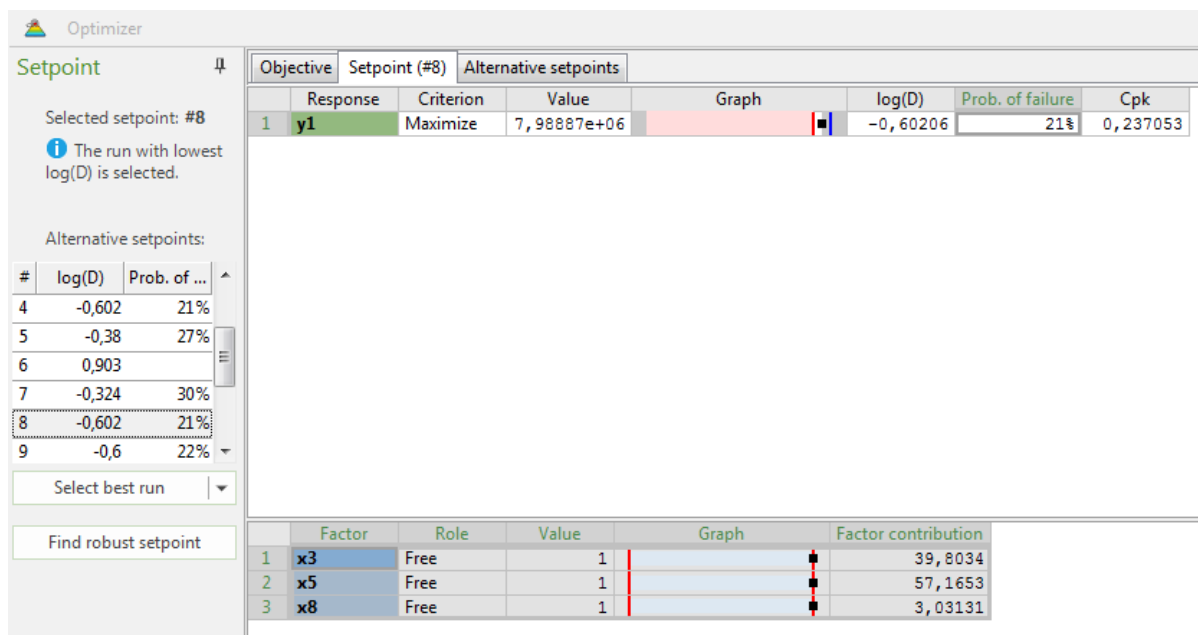 Optimizer
Setpoint
Selected setpoint: #8
The run with lowest
log(D) is selected.
Alternative setpoints:
# log(D) Prob. of ...
4 -0,602 21%
5 -0,38 27%
6 0,903
7 -0,324 30%
8 -0,602 21%
9 -0,6 22%
Select best run
Find robust setpoint
Objective Setpoint (#8) Alternative setpoints
Response Criterion Value Graph log(D) Prob. of failure Cpk
1 y1 Maximize 7,98887e+06 -0,60206 21% 0,237053
Factor Role Value Graph Factor contribution
1 x3 Free 1 39,8034
2 x5 Free 1 57,1653
3 x8 Free 1 3,03131